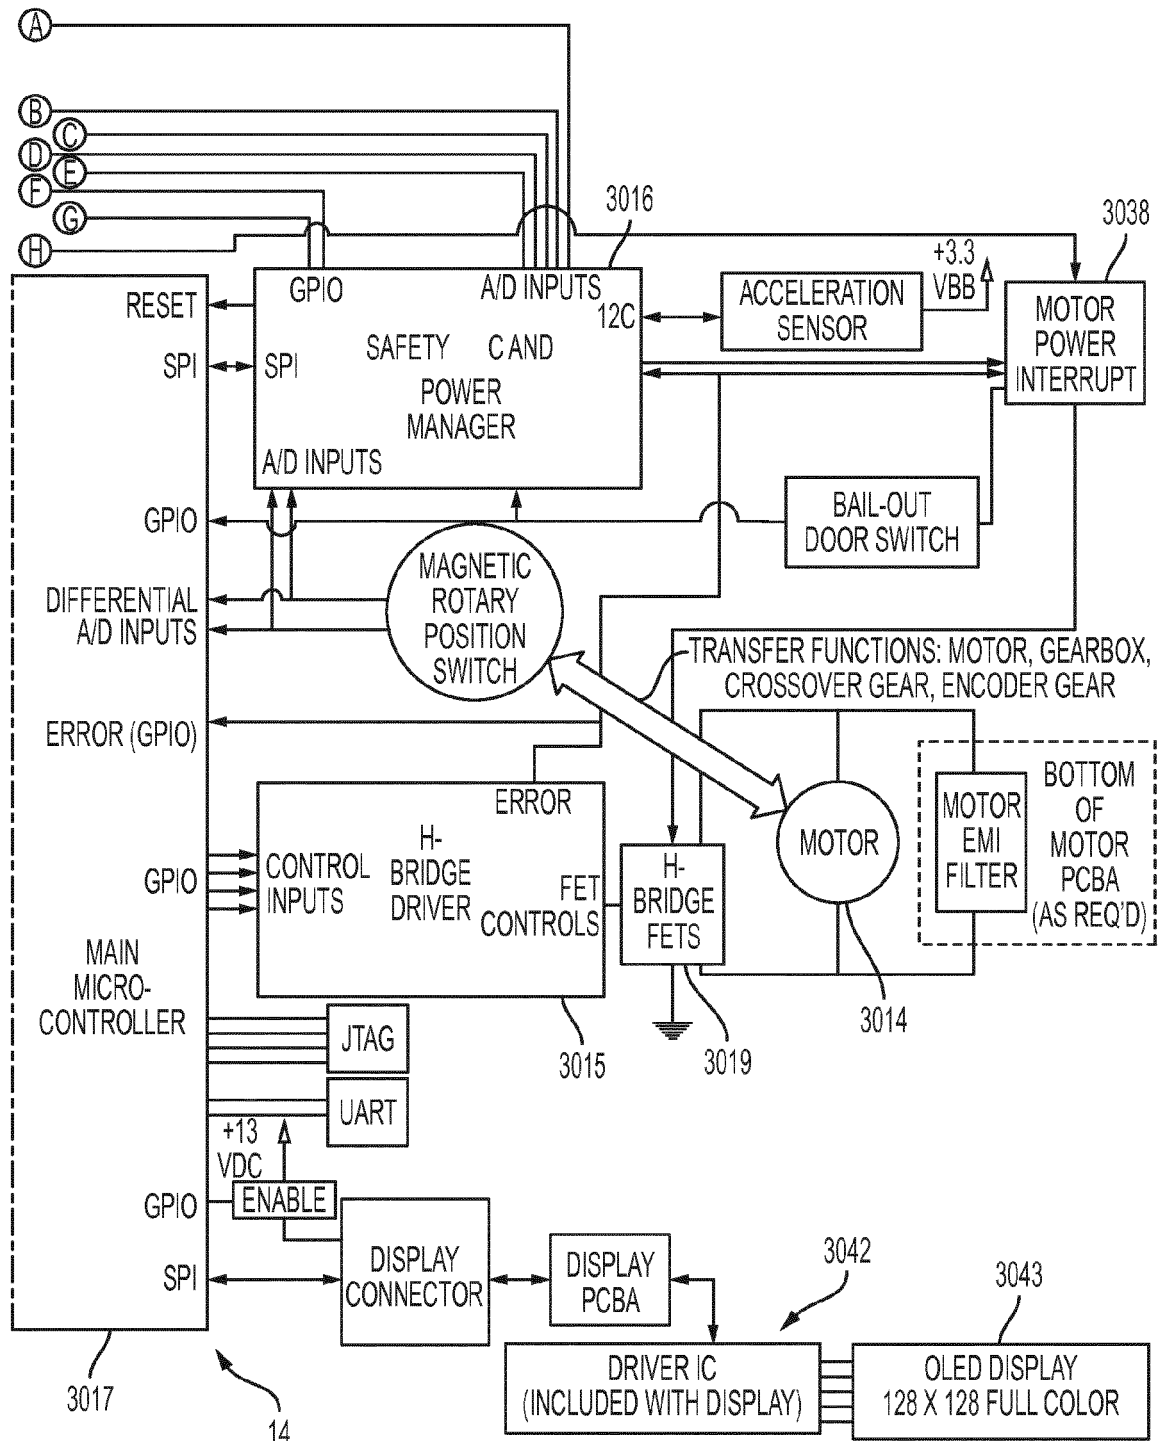 A
B
C
D
E
F
G
H
3016
3038
+3.3
VBB
RESET
GPIO
A/D INPUTS
12C
ACCELERATION
SENSOR
MOTOR
POWER
INTERRUPT
SPI
SPI
SAFETY C AND
POWER
MANAGER
A/D INPUTS
GPIO
BAIL-OUT
DOOR SWITCH
MAGNETIC
ROTARY
POSITION
SWITCH
DIFFERENTIAL
A/D INPUTS
TRANSFER FUNCTIONS: MOTOR, GEARBOX,
CROSSOVER GEAR, ENCODER GEAR
ERROR (GPIO)
ERROR
H-
BRIDGE
DRIVER
CONTROL
INPUTS
FET
CONTROLS
GPIO
H-
BRIDGE
FETS
MOTOR
MOTOR
EMI
FILTER
BOTTOM
OF
MOTOR
PCBA
(AS REQ'D)
MAIN
MICRO-
CONTROLLER
3015
3019
3014
JTAG
UART
+13
VDC
GPIO
ENABLE
SPI
DISPLAY
CONNECTOR
DISPLAY
PCBA
3042
3043
DRIVER IC
(INCLUDED WITH DISPLAY)
OLED DISPLAY
128 X 128 FULL COLOR
3017
14